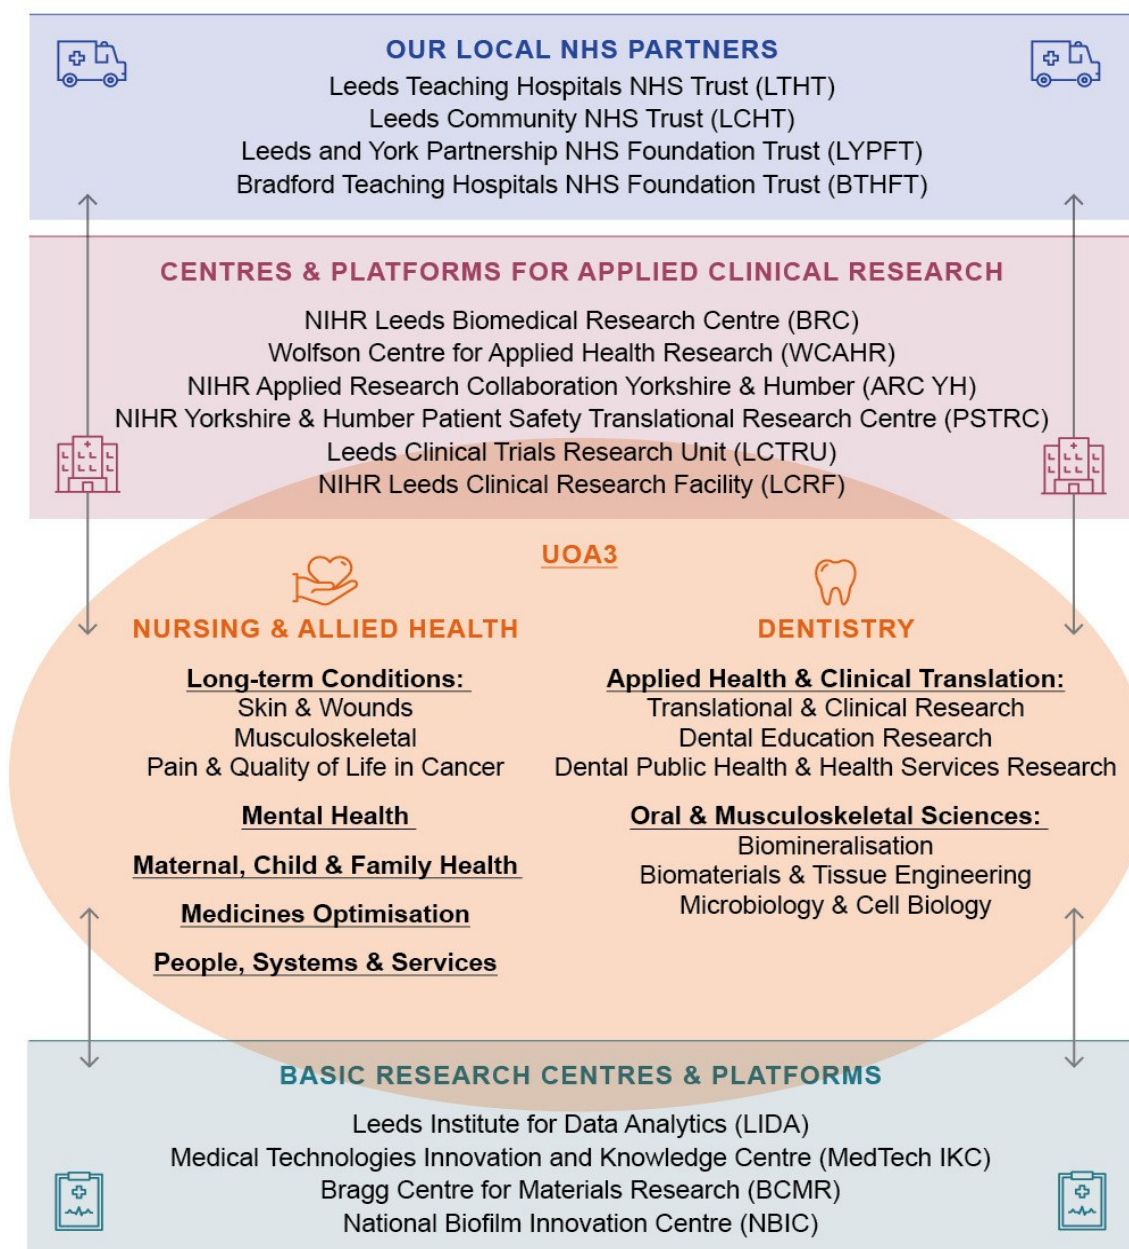 OUR LOCAL NHS PARTNERS
Leeds Teaching Hospitals NHS Trust (LTHT)
Leeds Community NHS Trust (LCHT)
Leeds and York Partnership NHS Foundation Trust (LYPFT)
Bradford Teaching Hospitals NHS Foundation Trust (BTHFT)
CENTRES & PLATFORMS FOR APPLIED CLINICAL RESEARCH
NIHR Leeds Biomedical Research Centre (BRC)
Wolfson Centre for Applied Health Research (WCAHR)
NIHR Applied Research Collaboration Yorkshire & Humber (ARC YH)
NIHR Yorkshire & Humber Patient Safety Translational Research Centre (PSTRC)
Leeds Clinical Trials Research Unit (LCTRU)
NIHR Leeds Clinical Research Facility (LCRF)
UOA3
NURSING & ALLIED HEALTH
Long-term Conditions:
Skin & Wounds
Musculoskeletal
Pain & Quality of Life in Cancer
Mental Health
Maternal, Child & Family Health
Medicines Optimisation
People, Systems & Services
DENTISTRY
Applied Health & Clinical Translation:
Translational & Clinical Research
Dental Education Research
Dental Public Health & Health Services Research
Oral & Musculoskeletal Sciences:
Biomineralisation
Biomaterials & Tissue Engineering
Microbiology & Cell Biology
BASIC RESEARCH CENTRES & PLATFORMS
Leeds Institute for Data Analytics (LIDA)
Medical Technologies Innovation and Knowledge Centre (MedTech IKC)
Bragg Centre for Materials Research (BCMR)
National Biofilm Innovation Centre (NBIC)